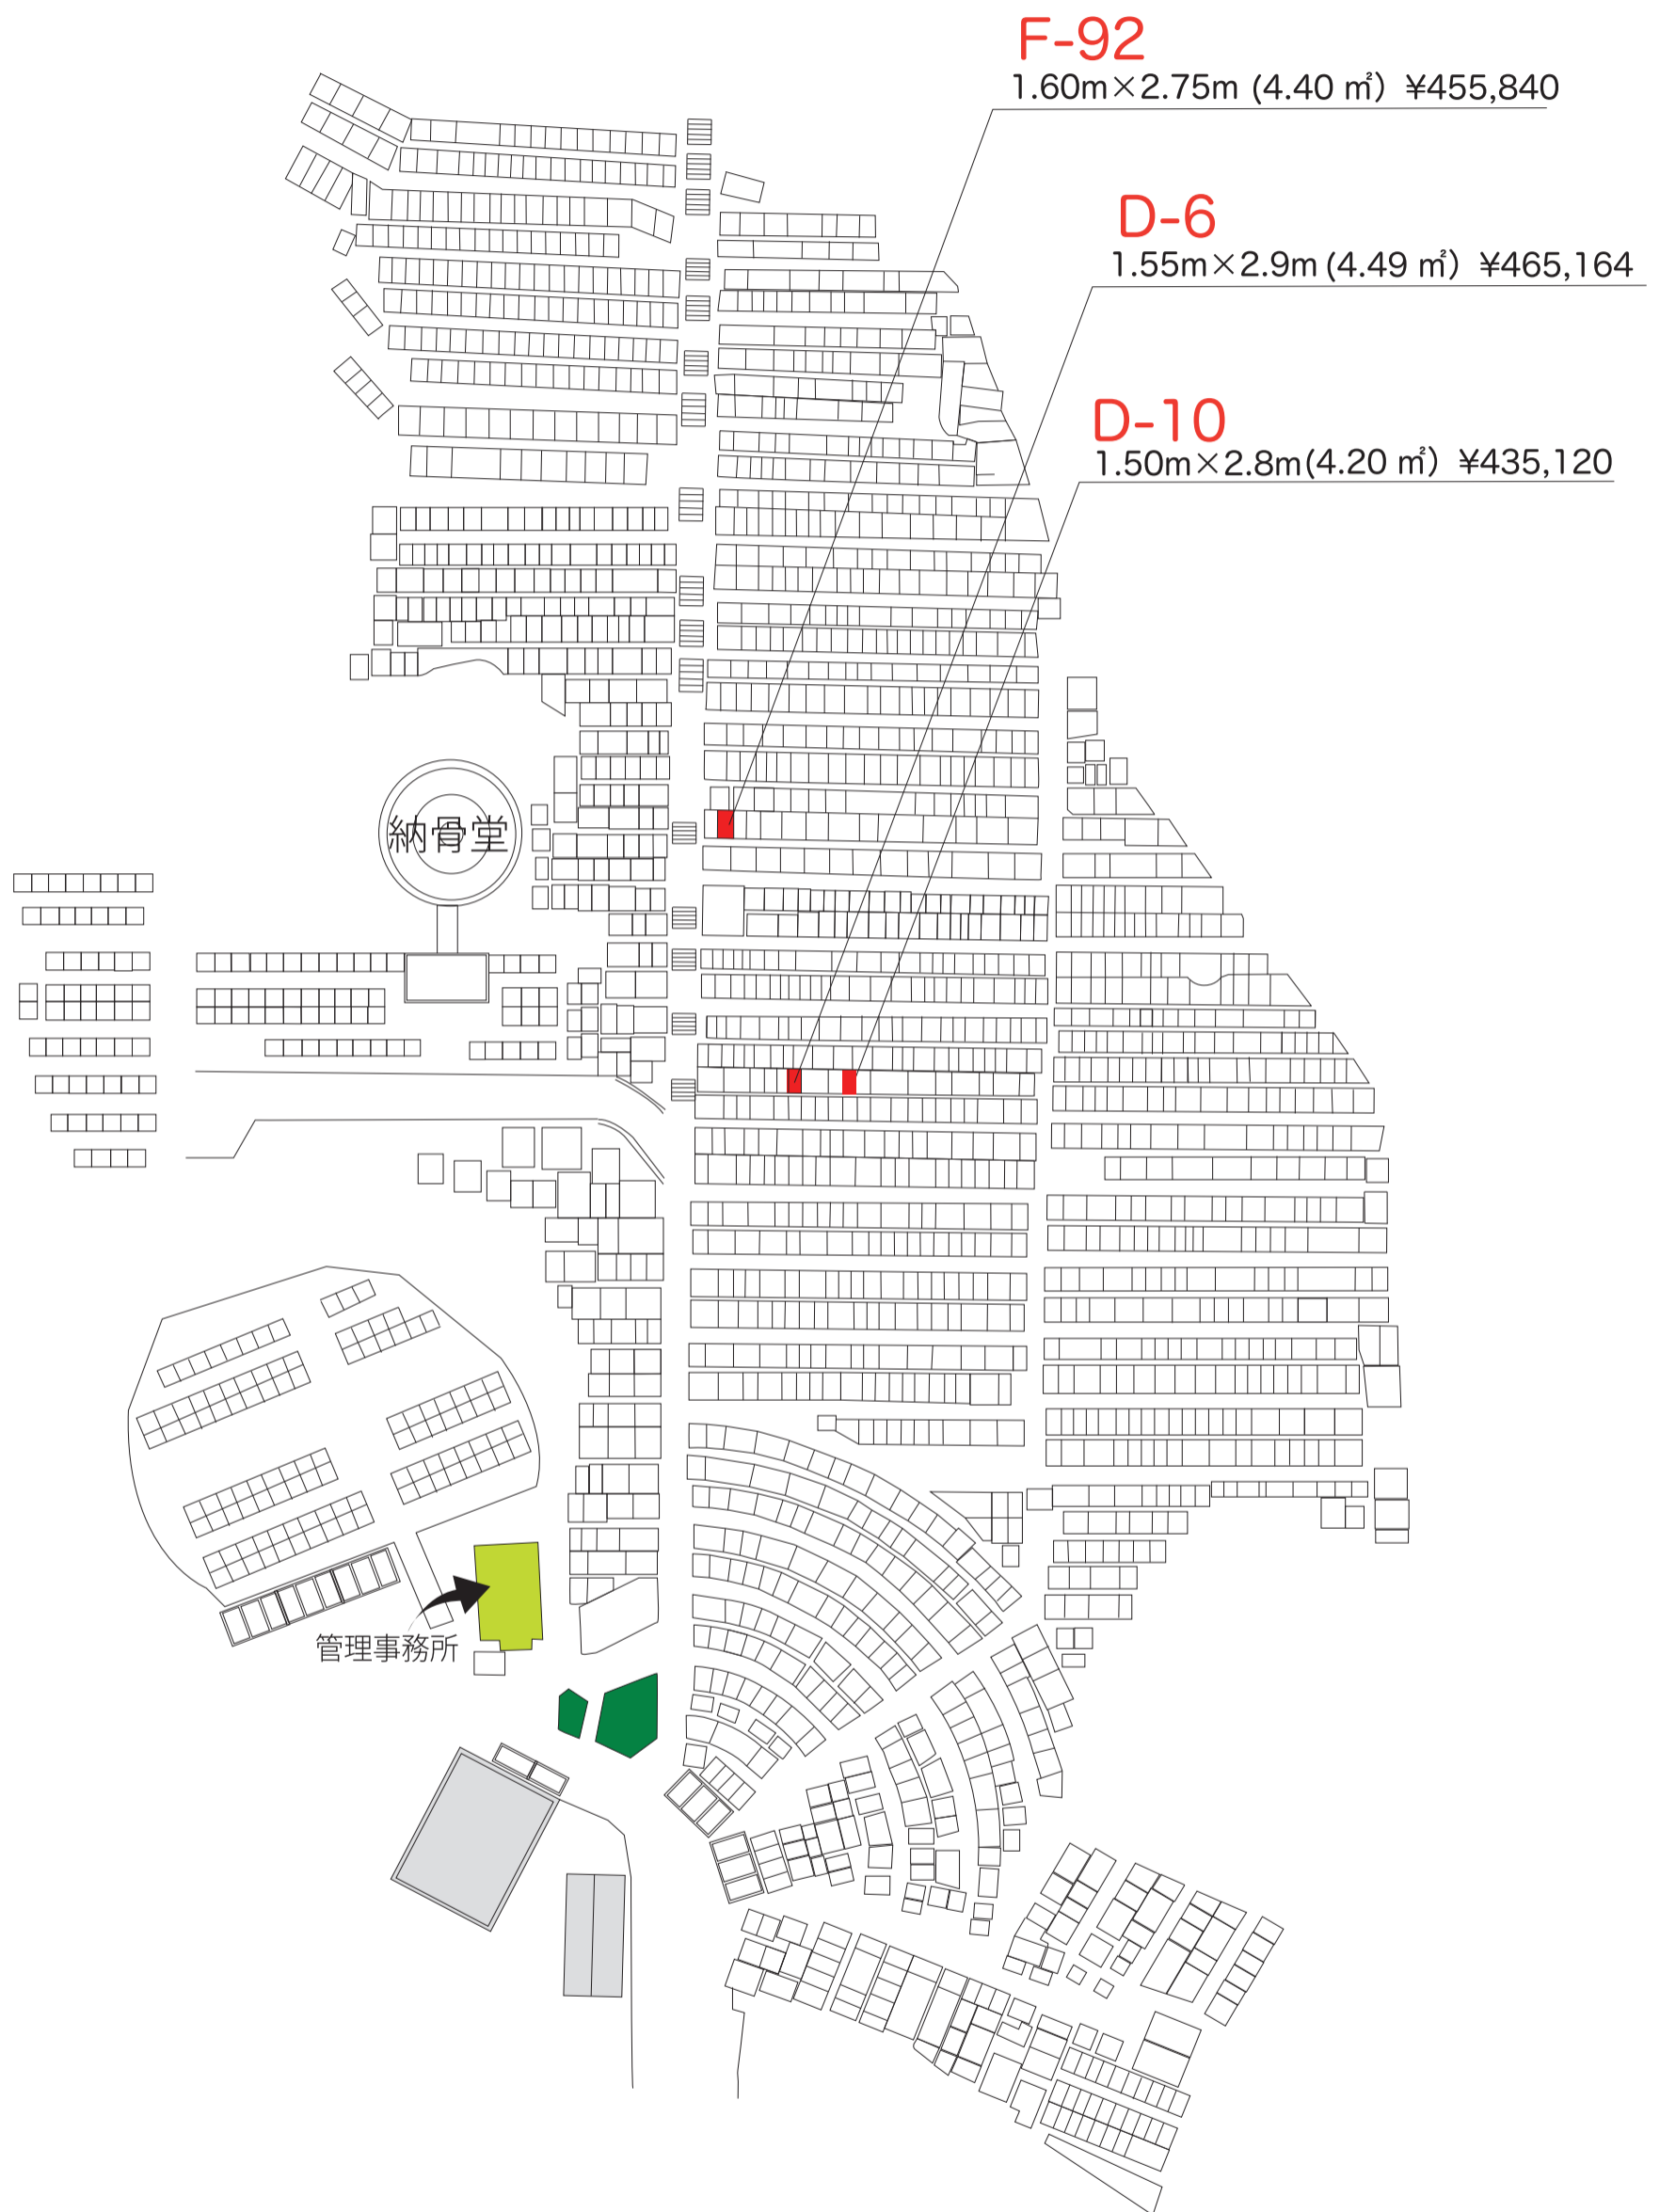 F-92
1.60m×2.75m (4.40 ㎡) ¥455,840
D-6
1.55m×2.9m(4.49 ㎡) ¥465,164
D-10
1.50m×2.8m(4.20 ㎡) ¥435,120
納骨堂
管理事務所